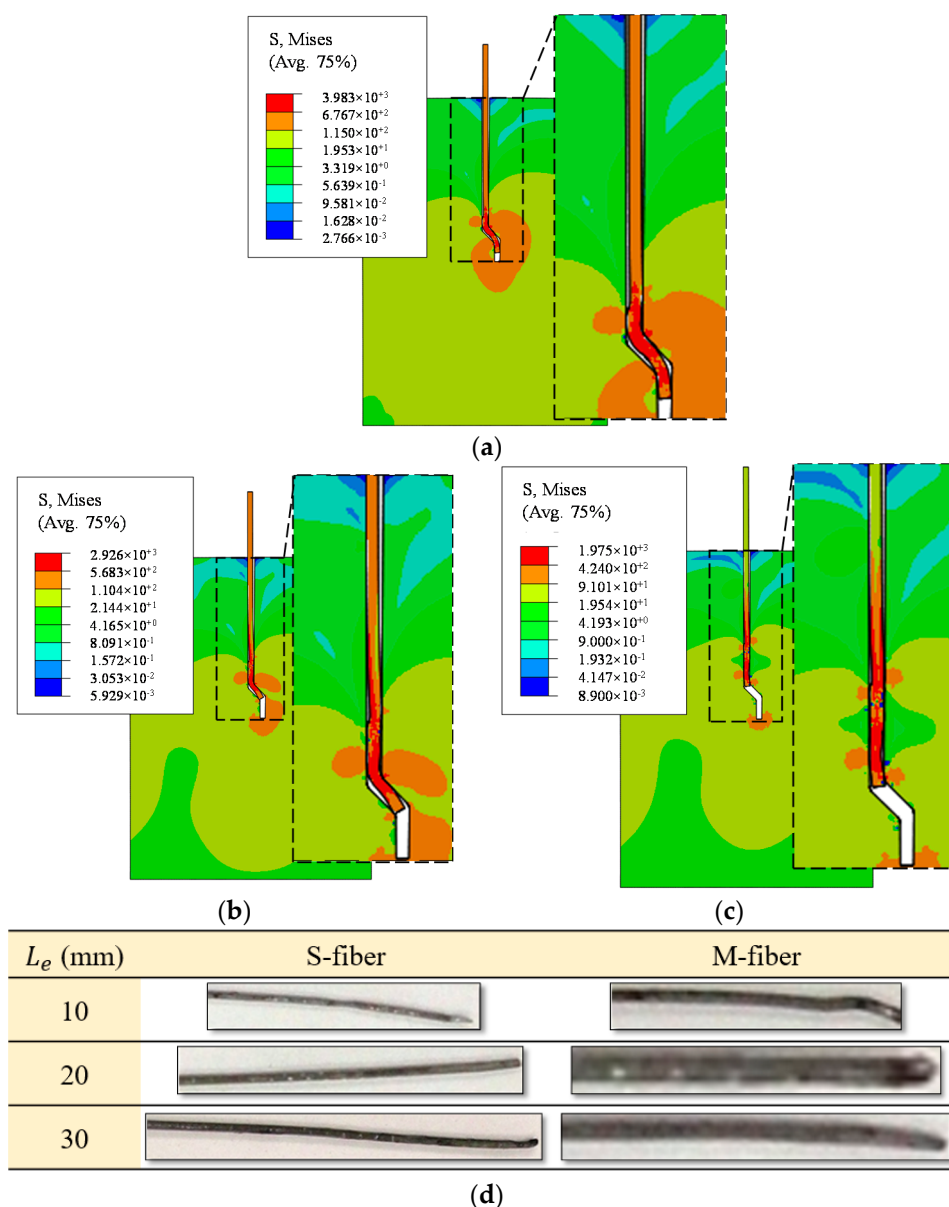 S, Mises
(Avg. 75%)
3.983×10⁺³
6.767×10⁺²
1.150×10⁺²
1.953×10⁺¹
3.319×10⁺⁰
5.639×10⁻¹
9.581×10⁻²
1.628×10⁻²
2.766×10⁻³
(a)
S, Mises
(Avg. 75%)
2.926×10⁺³
5.683×10⁺²
1.104×10⁺²
2.144×10⁺¹
4.165×10⁺⁰
8.091×10⁻¹
1.572×10⁻¹
3.053×10⁻²
5.929×10⁻³
(b)
S, Mises
(Avg. 75%)
1.975×10⁺³
4.240×10⁺²
9.101×10⁺¹
1.954×10⁺¹
4.193×10⁺⁰
9.000×10⁻¹
1.932×10⁻¹
4.147×10⁻²
8.900×10⁻³
(c)
Lₑ (mm) S-fiber M-fiber
10
20
30
(d)